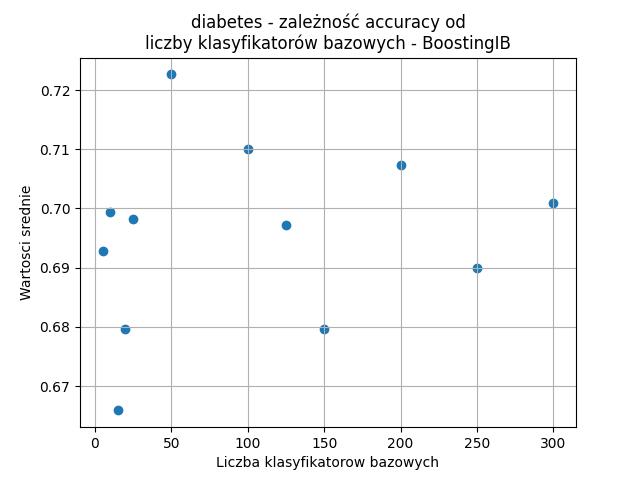 diabetes - zależność accuracy od
liczby klasyfikatorów bazowych - BoostingIB
0.72
0.71
0.70
0.69
0.68
0.67
Wartosci srednie
0 50 100 150 200 250 300
Liczba klasyfikatorow bazowych